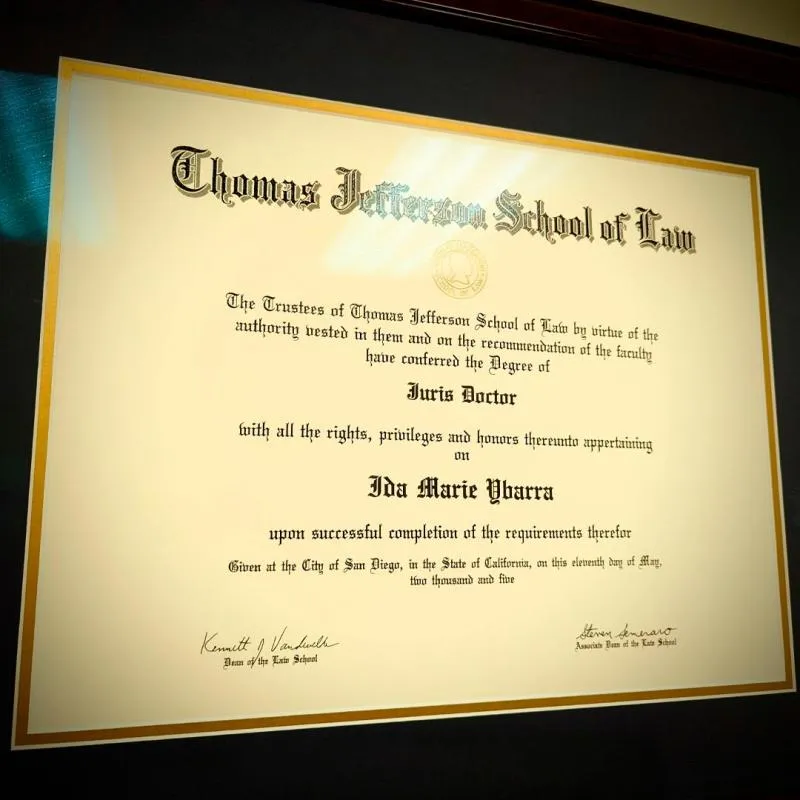 Thomas Jefferson School of Law
The Trustees of Thomas Jefferson School of Law by virtue of the
authority vested in them and on the recommendation of the faculty
have conferred the Degree of
Juris Doctor
with all the rights, privileges and honors thereunto appertaining
on
Ida Marie Ybarra
upon successful completion of the requirements therefor
Given at the City of San Diego, in the State of California, on this eleventh day of May,
two thousand and five
Kenneth J Vandevelde
Dean of the Law School
Steven Semeraro
Associate Dean of the Law School